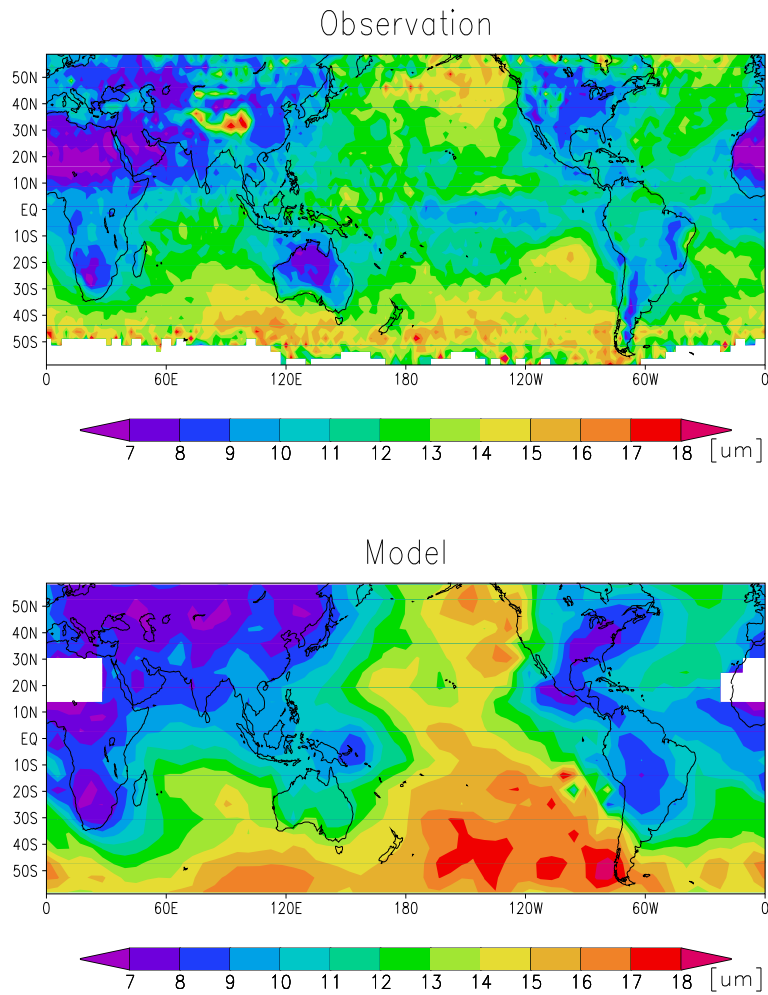 Observation
50N
40N
30N
20N
10N
EQ
10S
20S
30S
40S
50S
0 60E 120E 180 120W 60W 0
7 8 9 10 11 12 13 14 15 16 17 18 [um]
Model
50N
40N
30N
20N
10N
EQ
10S
20S
30S
40S
50S
0 60E 120E 180 120W 60W 0
7 8 9 10 11 12 13 14 15 16 17 18 [um]